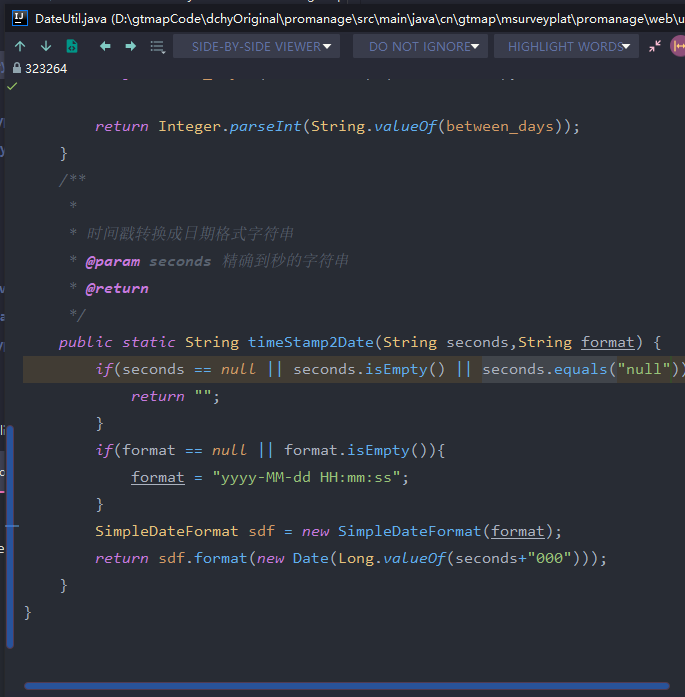 DateUtil.java (D:\gtmapCode\dchyOriginal\promanage\src\main\java\cn\gtmap\msurveyplat\promanage\web\u
SIDE-BY-SIDE VIEWER DO NOT IGNORE HIGHLIGHT WORDS
323264
return Integer.parseInt(String.valueOf(between_days));
}
/**
*
* 时间戳转换成日期格式字符串
* @param seconds 精确到秒的字符串
* @return
*/
public static String timeStamp2Date(String seconds,String format) {
if(seconds == null || seconds.isEmpty() || seconds.equals("null"))
return "";
}
if(format == null || format.isEmpty()){
format = "yyyy-MM-dd HH:mm:ss";
}
SimpleDateFormat sdf = new SimpleDateFormat(format);
return sdf.format(new Date(Long.valueOf(seconds+"000")));
}
}